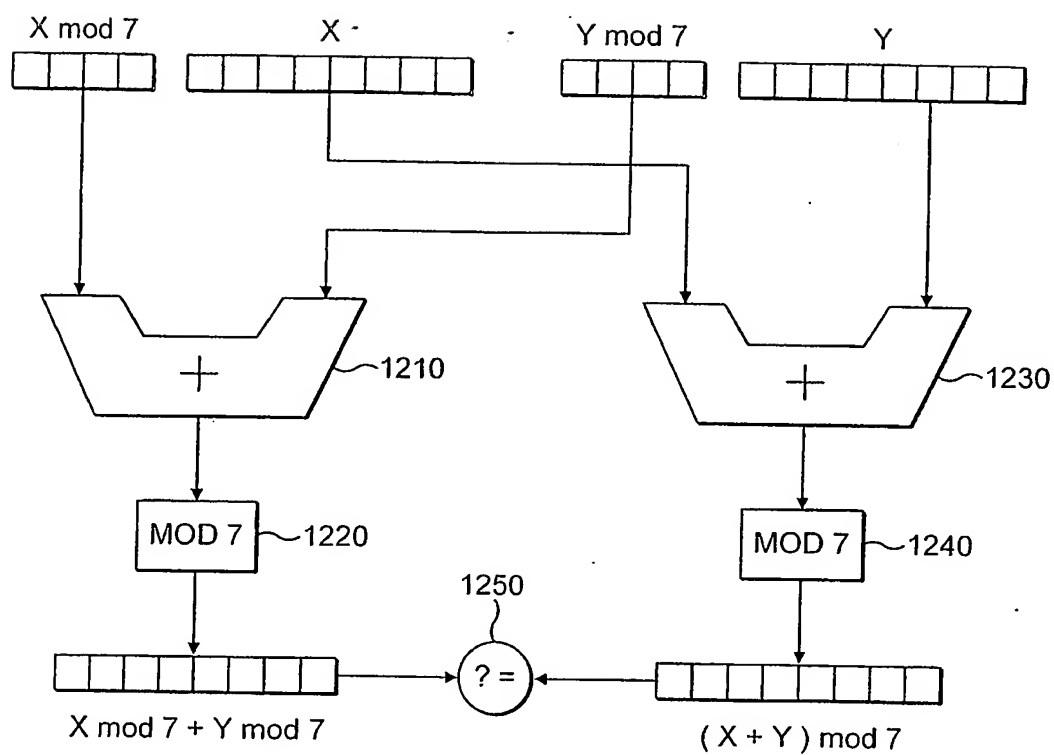 X mod 7
X
Y mod 7
Y
+
1210
+
1230
MOD 7
1220
MOD 7
1240
1250
? =
X mod 7 + Y mod 7
( X + Y ) mod 7